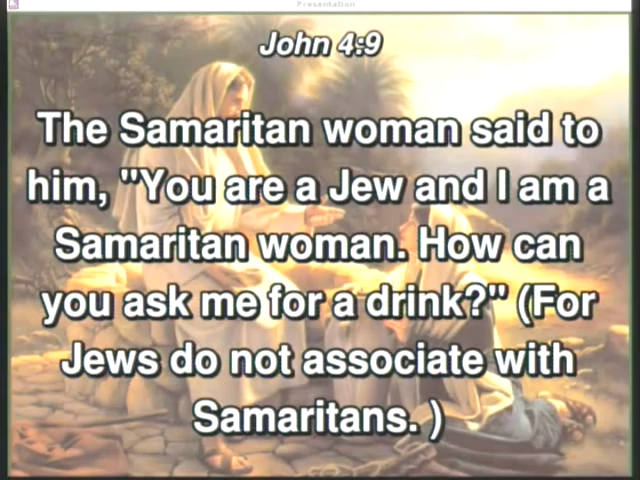 Presentation
John 4:9
The Samaritan woman said to
him, "You are a Jew and I am a
Samaritan woman. How can
you ask me for a drink?" (For
Jews do not associate with
Samaritans. )